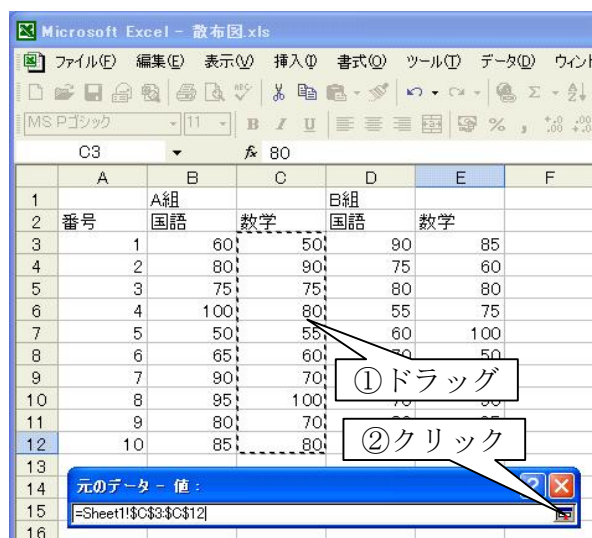 Microsoft Excel - 散布図.xls
ファイル(F) 編集(E) 表示(V) 挿入(I) 書式(O) ツール(T) データ(D) ウィント
MS Pゴシック 11 B I U %
C3 fx 80
A B C D E F
1 A組 B組
2 番号 国語 数学 国語 数学
3 1 60 50 90 85
4 2 80 90 75 60
5 3 75 75 80 80
6 4 100 80 55 75
7 5 50 55 60 100
8 6 65 60 50
9 7 90 70
①ドラッグ
10 8 95 100
11 9 80 70
12 10 85 80
②クリック
13
14 元のデータ - 値 :
15 =Sheet1!$C$3:$C$12
16